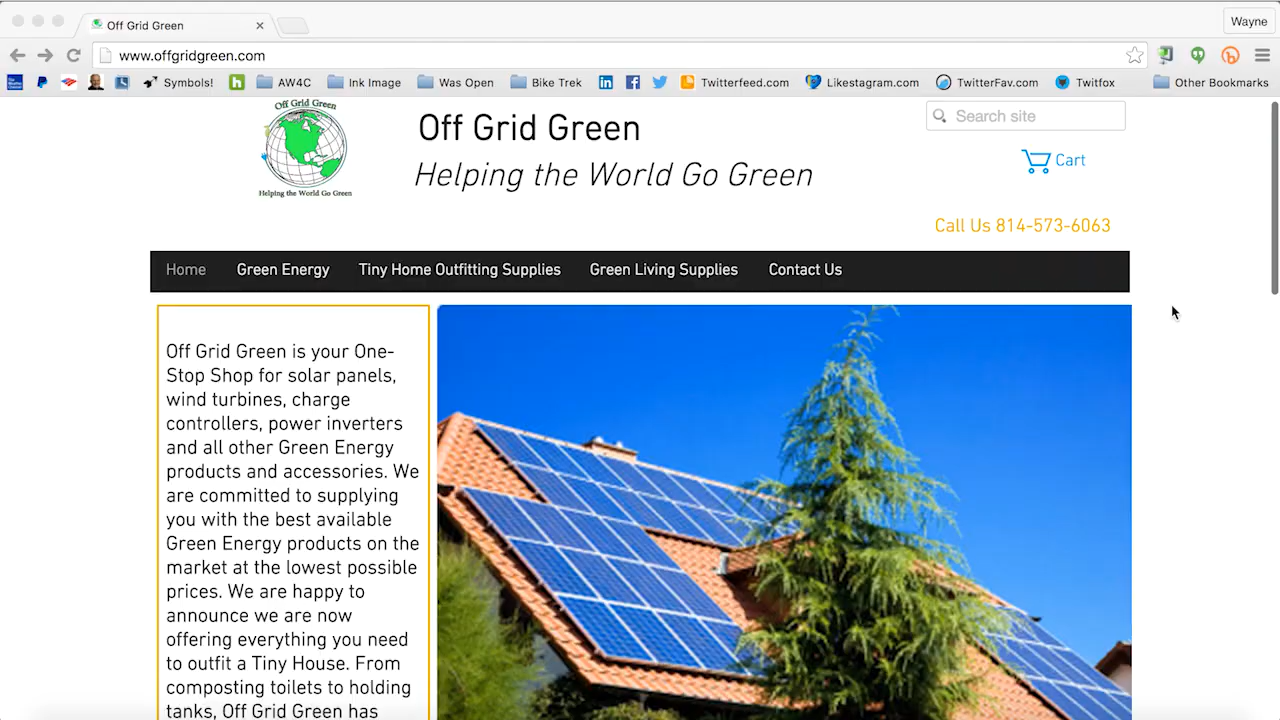 Off Grid Green
Wayne
www.offgridgreen.com
Symbols!
AW4C
Ink Image
Was Open
Bike Trek
Twitterfeed.com
Likestagram.com
TwitterFav.com
Twitfox
Other Bookmarks
Off Grid Green
Helping the World Go Green
Off Grid Green
Helping the World Go Green
Search site
Cart
Call Us 814-573-6063
Home
Green Energy
Tiny Home Outfitting Supplies
Green Living Supplies
Contact Us
Off Grid Green is your One-
Stop Shop for solar panels,
wind turbines, charge
controllers, power inverters
and all other Green Energy
products and accessories. We
are committed to supplying
you with the best available
Green Energy products on the
market at the lowest possible
prices. We are happy to
announce we are now
offering everything you need
to outfit a Tiny House. From
composting toilets to holding
tanks, Off Grid Green has